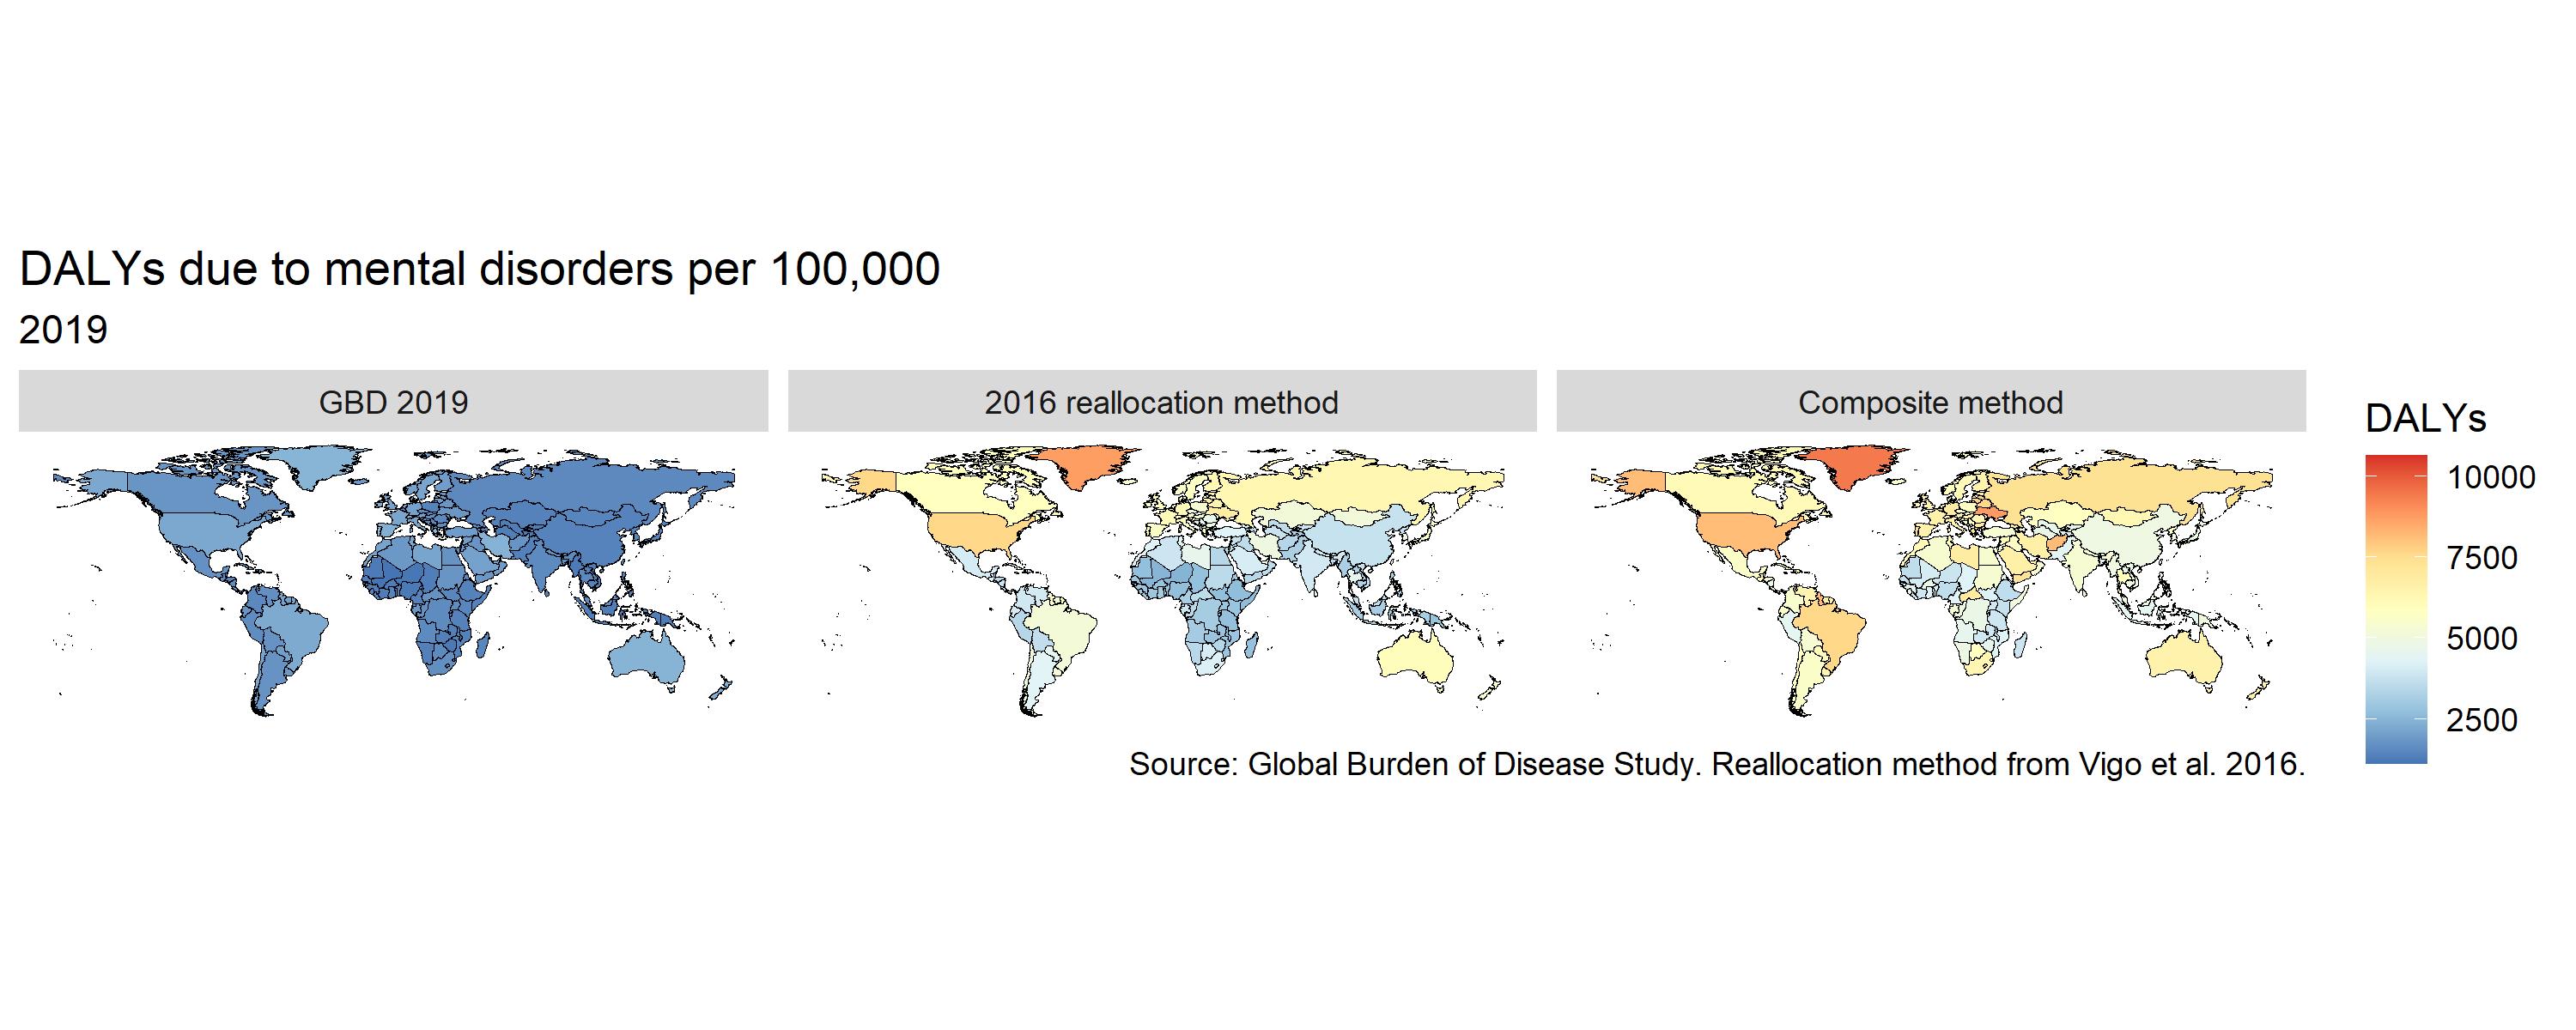 DALYs due to mental disorders per 100,000
2019
GBD 2019
2016 reallocation method
Composite method
DALYs
10000
7500
5000
2500
Source: Global Burden of Disease Study. Reallocation method from Vigo et al. 2016.